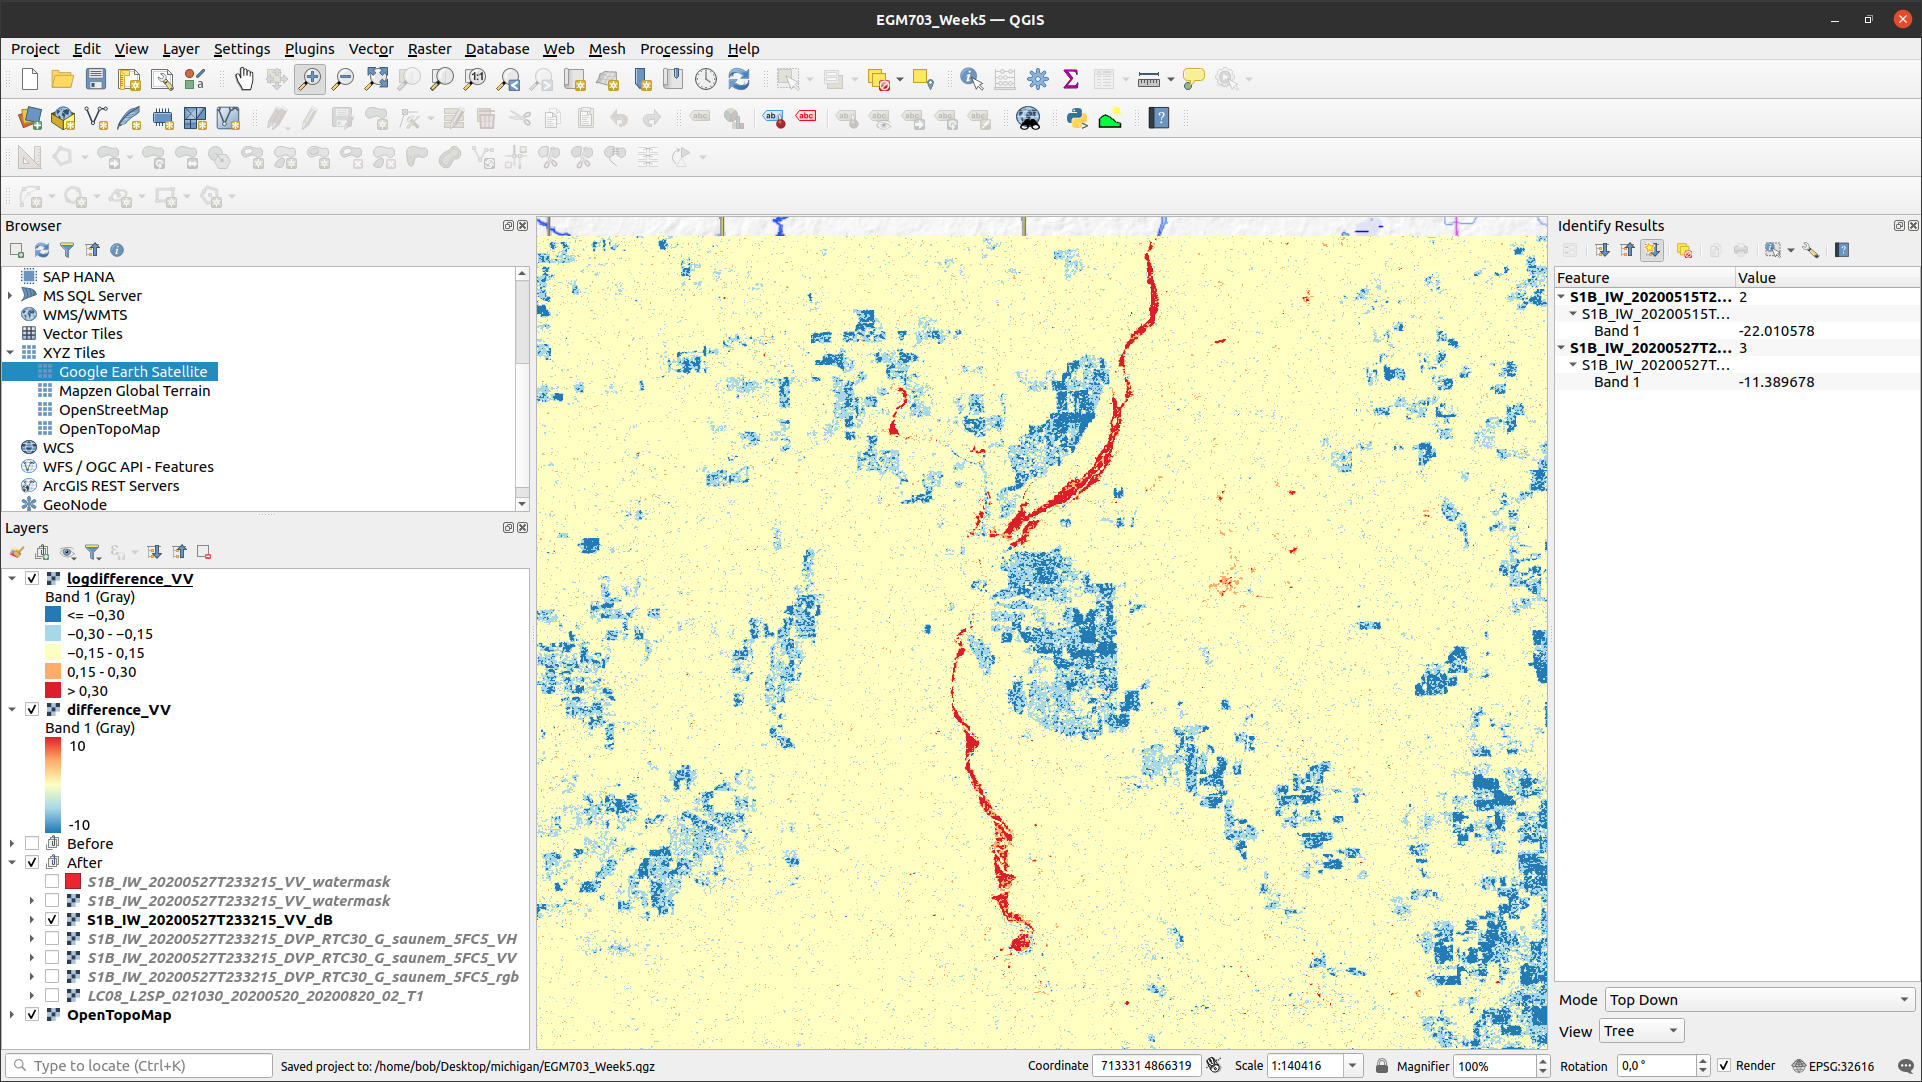 EGM703_Week5 — QGIS
Project Edit View Layer Settings Plugins Vector Raster Database Web Mesh Processing Help
Browser
SAP HANA
MS SQL Server
WMS/WMTS
Vector Tiles
XYZ Tiles
Google Earth Satellite
Mapzen Global Terrain
OpenStreetMap
OpenTopoMap
WCS
WFS / OGC API - Features
ArcGIS REST Servers
GeoNode
Layers
logdifference_VV
Band 1 (Gray)
<= −0,30
−0,30 - −0,15
−0,15 - 0,15
0,15 - 0,30
> 0,30
difference_VV
Band 1 (Gray)
10
-10
Before
After
S1B_IW_20200527T233215_VV_watermask
S1B_IW_20200527T233215_VV_watermask
S1B_IW_20200527T233215_VV_dB
S1B_IW_20200527T233215_DVP_RTC30_G_saunem_5FC5_VH
S1B_IW_20200527T233215_DVP_RTC30_G_saunem_5FC5_VV
S1B_IW_20200527T233215_DVP_RTC30_G_saunem_5FC5_rgb
LC08_L2SP_021030_20200520_20200820_02_T1
OpenTopoMap
Identify Results
Feature Value
S1B_IW_20200515T2... 2
S1B_IW_20200515T...
Band 1 -22.010578
S1B_IW_20200527T2... 3
S1B_IW_20200527T...
Band 1 -11.389678
Mode Top Down
View Tree
Type to locate (Ctrl+K)
Saved project to: /home/bob/Desktop/michigan/EGM703_Week5.qgz
Coordinate 713331 4866319
Scale 1:140416
Magnifier 100%
Rotation 0,0 °
Render
EPSG:32616